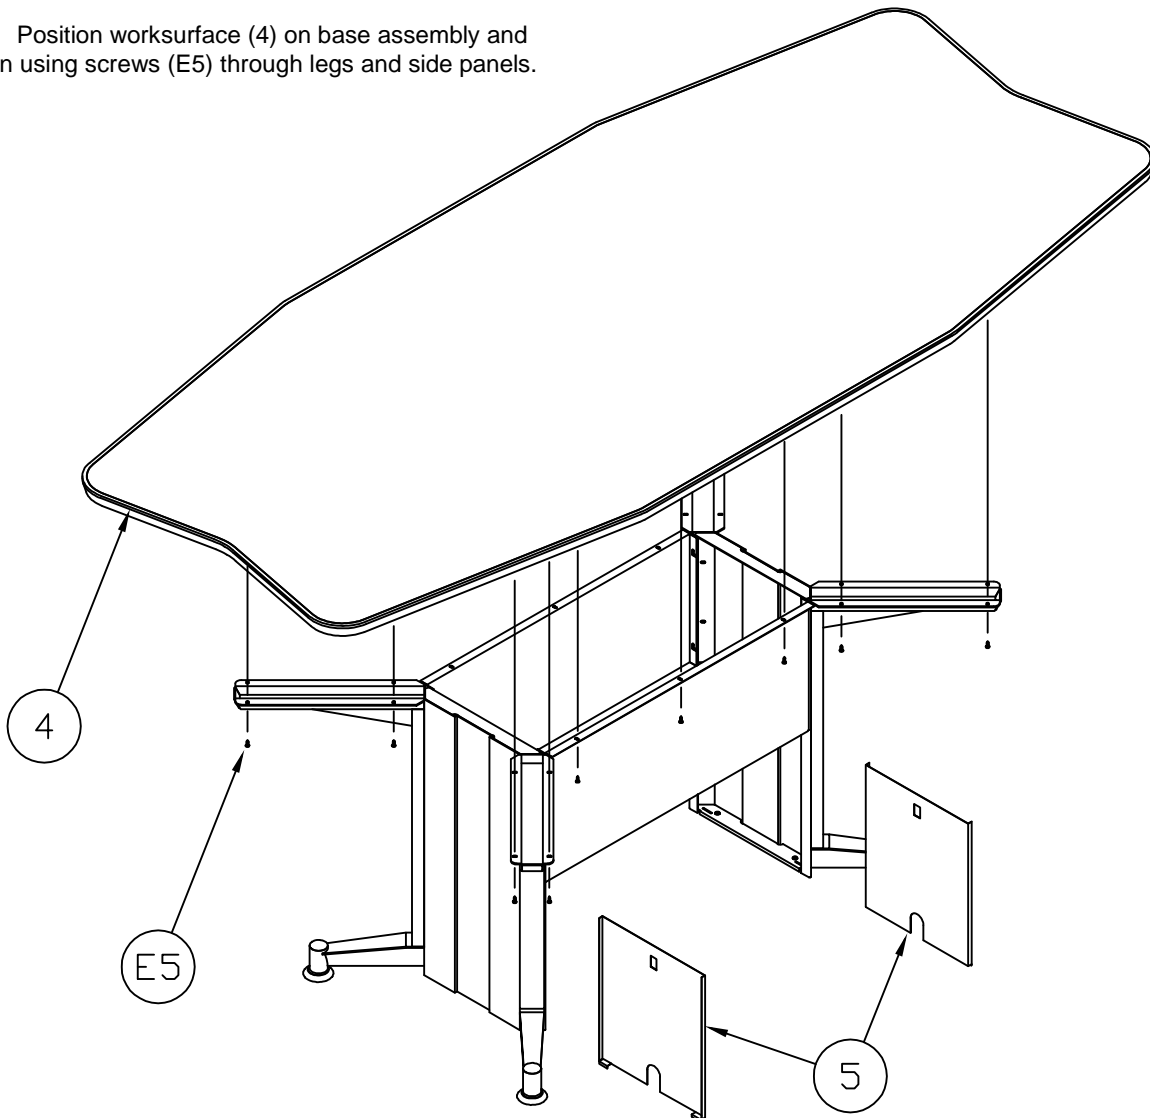 Position worksurface (4) on base assembly and
n using screws (E5) through legs and side panels.
4
E5
5